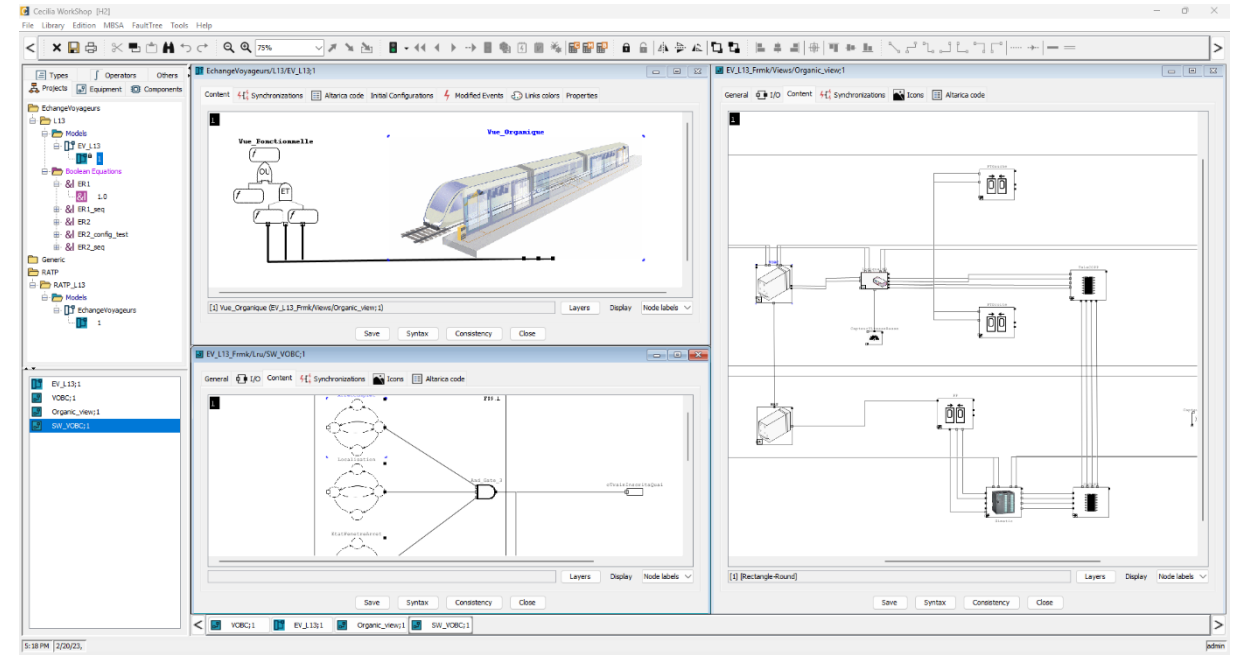 Cecilia WorkShop [H2]
File Library Edition MBSA FaultTree Tools Help
75%
Types Operators Others
Projects Equipment Components
EchangeVoyageurs
L13
Models
EV_L13
1
Boolean Equations
ER1
1.0
ER1_seq
ER2
ER2_config_test
ER2_seq
Generic
RATP
RATP_L13
Models
EchangeVoyageurs
1
EV_L13;1
VOBC;1
Organic_view;1
SW_VOBC;1
EchangeVoyageurs/L13/EV_L13;1
Content Synchronizations Altarica code Initial Configurations Modified Events Links colors Properties
1
Vue_Fonctionnelle
Vue_Organique
OU
ET
[1] Vue_Organique (EV_L13_Frmk/Views/Organic_view;1) Layers Display Node labels
Save Syntax Consistency Close
EV_L13_Frmk/Lru/SW_VOBC;1
General I/O Content Synchronizations Icons Altarica code
1
Localisation
And_Gate_3
Layers Display Node labels
Save Syntax Consistency Close
EV_L13_Frmk/Views/Organic_view;1
General I/O Content Synchronizations Icons Altarica code
1
[1] [Rectangle-Round] Layers Display Node labels
Save Syntax Consistency Close
VOBC;1 EV_L13;1 Organic_view;1 SW_VOBC;1
5:18 PM 2/20/23, admin